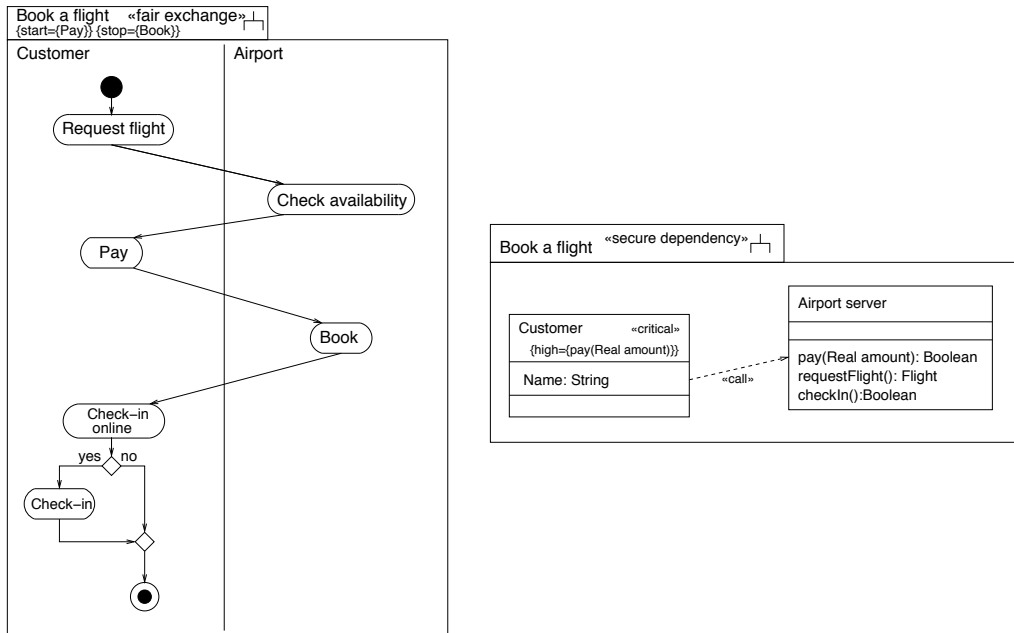 Book a flight «fair exchange»
{start={Pay}} {stop={Book}}
Customer
Airport
Request flight
Check availability
Pay
Book
Check−in
online
yes
no
Check−in
Book a flight «secure dependency»
Customer «critical»
{high={pay(Real amount)}}
Name: String
«call»
Airport server
pay(Real amount): Boolean
requestFlight(): Flight
checkIn():Boolean